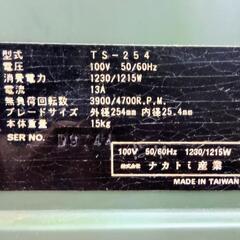 型式 TS-254
電圧 100V 50/60Hz
消費電力 1230/1215W
電流 13A
無負荷回転数 3900/4700R.P.M.
ブレードサイズ 外径254mm 内径25.4mm
本体重量 15kg
SER NO.
100V 50/60Hz 1230/1215W
株式会社 ナカトミ産業
MADE IN TAIWAN